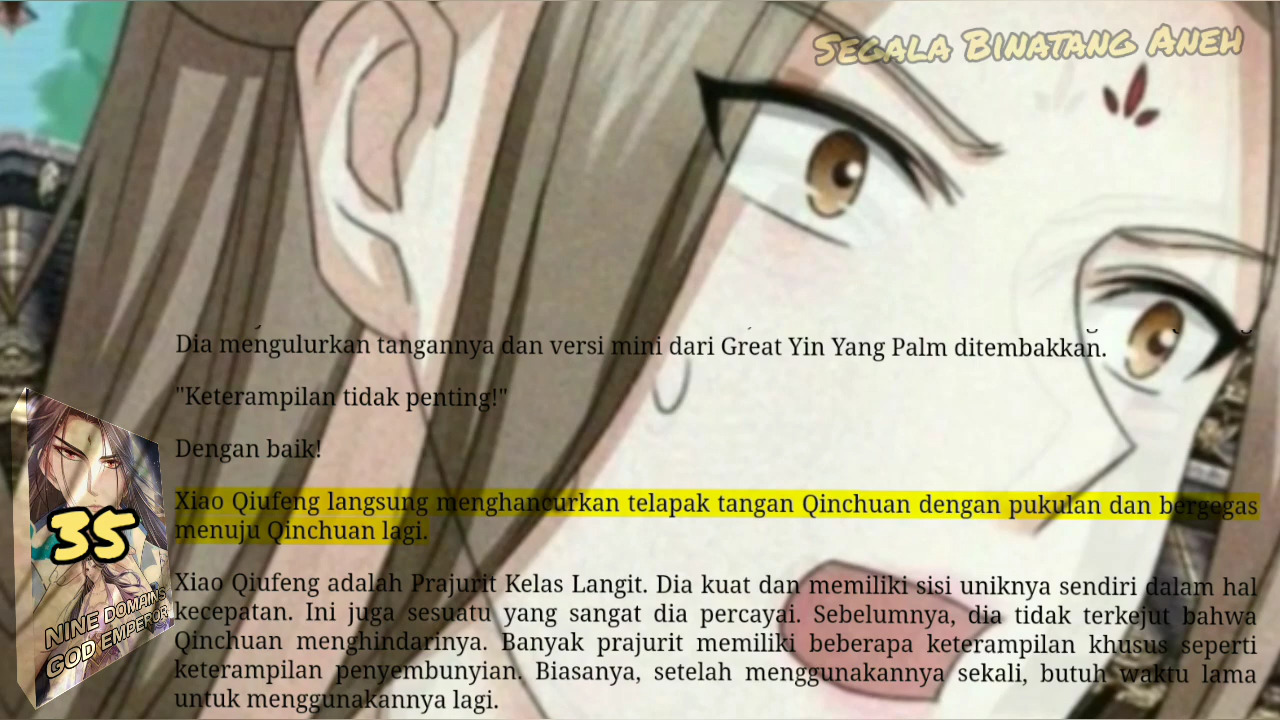 Segala Binatang Aneh
Dia mengulurkan tangannya dan versi mini dari Great Yin Yang Palm ditembakkan.
"Keterampilan tidak penting!"
Dengan baik!
Xiao Qiufeng langsung menghancurkan telapak tangan Qinchuan dengan pukulan dan bergegas
menuju Qinchuan lagi.
Xiao Qiufeng adalah Prajurit Kelas Langit. Dia kuat dan memiliki sisi uniknya sendiri dalam hal
kecepatan. Ini juga sesuatu yang sangat dia percayai. Sebelumnya, dia tidak terkejut bahwa
Qinchuan menghindarinya. Banyak prajurit memiliki beberapa keterampilan khusus seperti
keterampilan penyembunyian. Biasanya, setelah menggunakannya sekali, butuh waktu lama
untuk menggunakannya lagi.
35
NINE DOMAINS
GOD EMPEROR